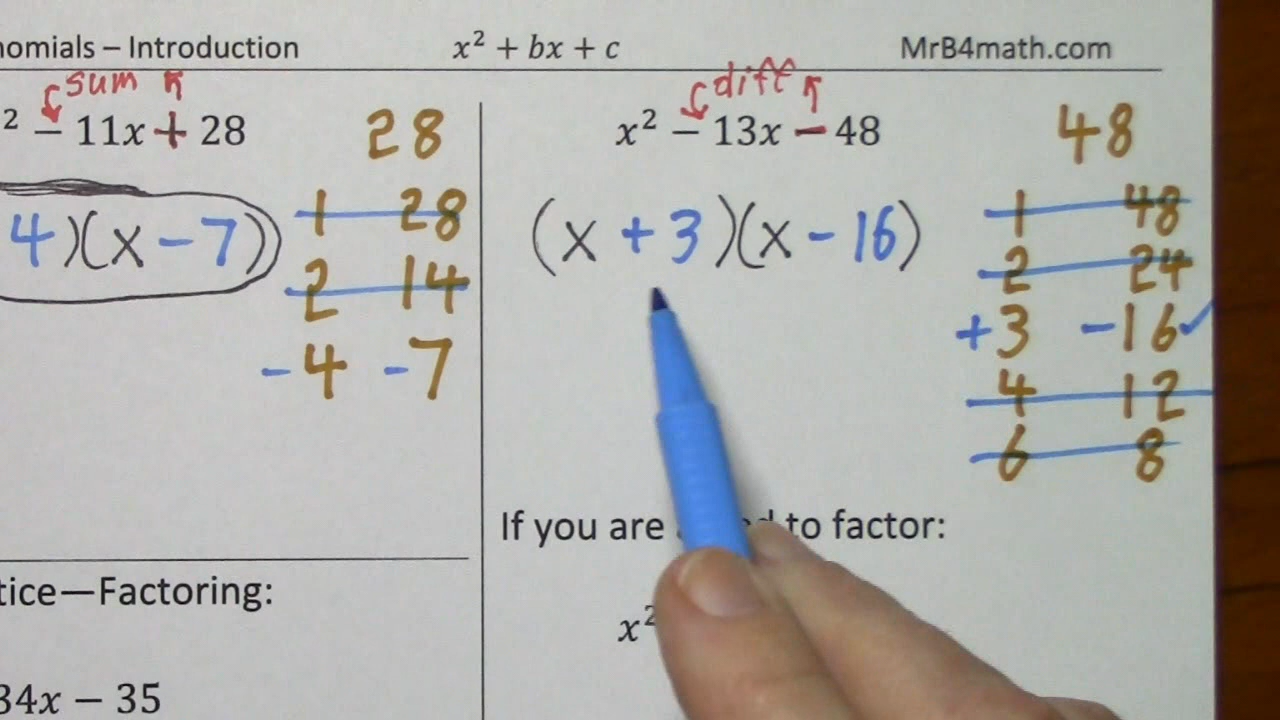 nomials – Introduction x² + bx + c MrB4math.com
sum
² − 11x + 28
28
4)(x − 7)
1 28
2 14
-4 -7
diff
x² − 13x − 48
48
(x + 3)(x − 16)
1 48
2 24
+3 -16 ✓
4 12
6 8
If you are to factor:
x²
tice—Factoring:
34x − 35